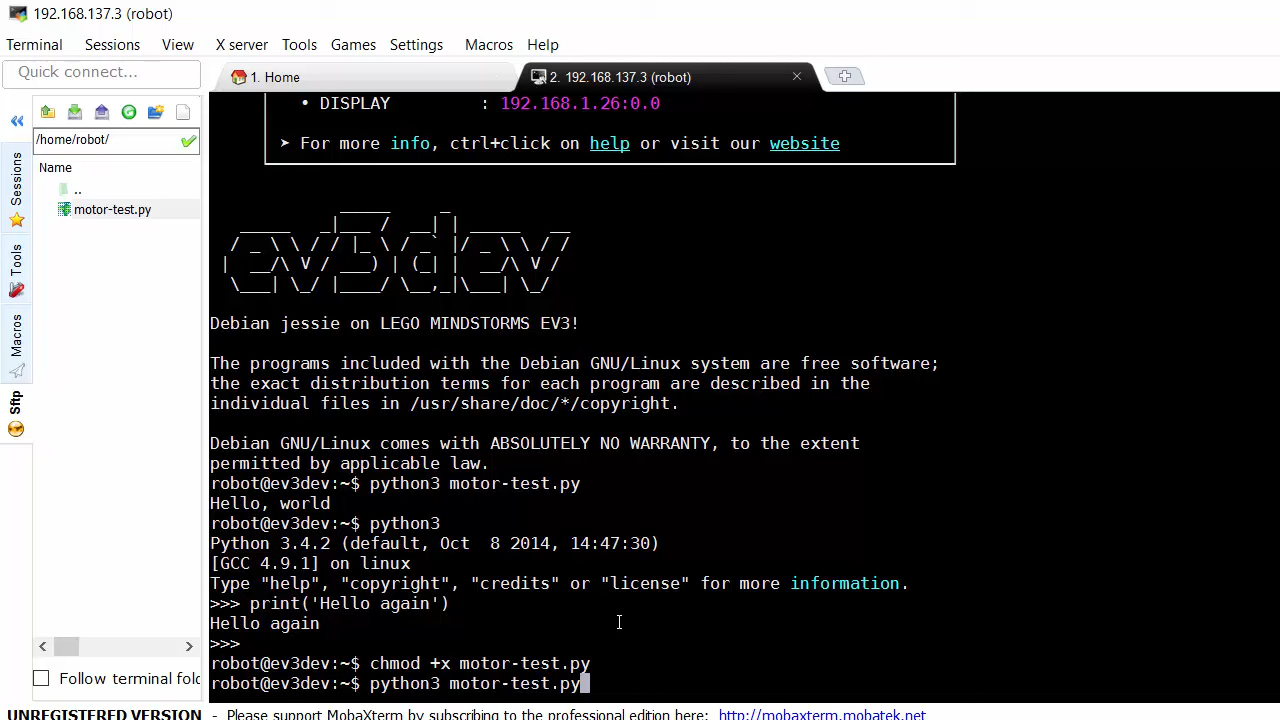 192.168.137.3 (robot)
Terminal Sessions View X server Tools Games Settings Macros Help
Quick connect...
1. Home
2. 192.168.137.3 (robot)
/home/robot/
Name
..
motor-test.py
Sessions
Tools
Macros
Sftp
• DISPLAY : 192.168.1.26:0.0
➤ For more info, ctrl+click on help or visit our website
ev3dev
Debian jessie on LEGO MINDSTORMS EV3!
The programs included with the Debian GNU/Linux system are free software;
the exact distribution terms for each program are described in the
individual files in /usr/share/doc/*/copyright.
Debian GNU/Linux comes with ABSOLUTELY NO WARRANTY, to the extent
permitted by applicable law.
robot@ev3dev:~$ python3 motor-test.py
Hello, world
robot@ev3dev:~$ python3
Python 3.4.2 (default, Oct  8 2014, 14:47:30)
[GCC 4.9.1] on linux
Type "help", "copyright", "credits" or "license" for more information.
>>> print('Hello again')
Hello again
>>>
robot@ev3dev:~$ chmod +x motor-test.py
robot@ev3dev:~$ python3 motor-test.py
Follow terminal fold
UNREGISTERED VERSION - Please support MobaXterm by subscribing to the professional edition here: http://mobaxterm.mobatek.net